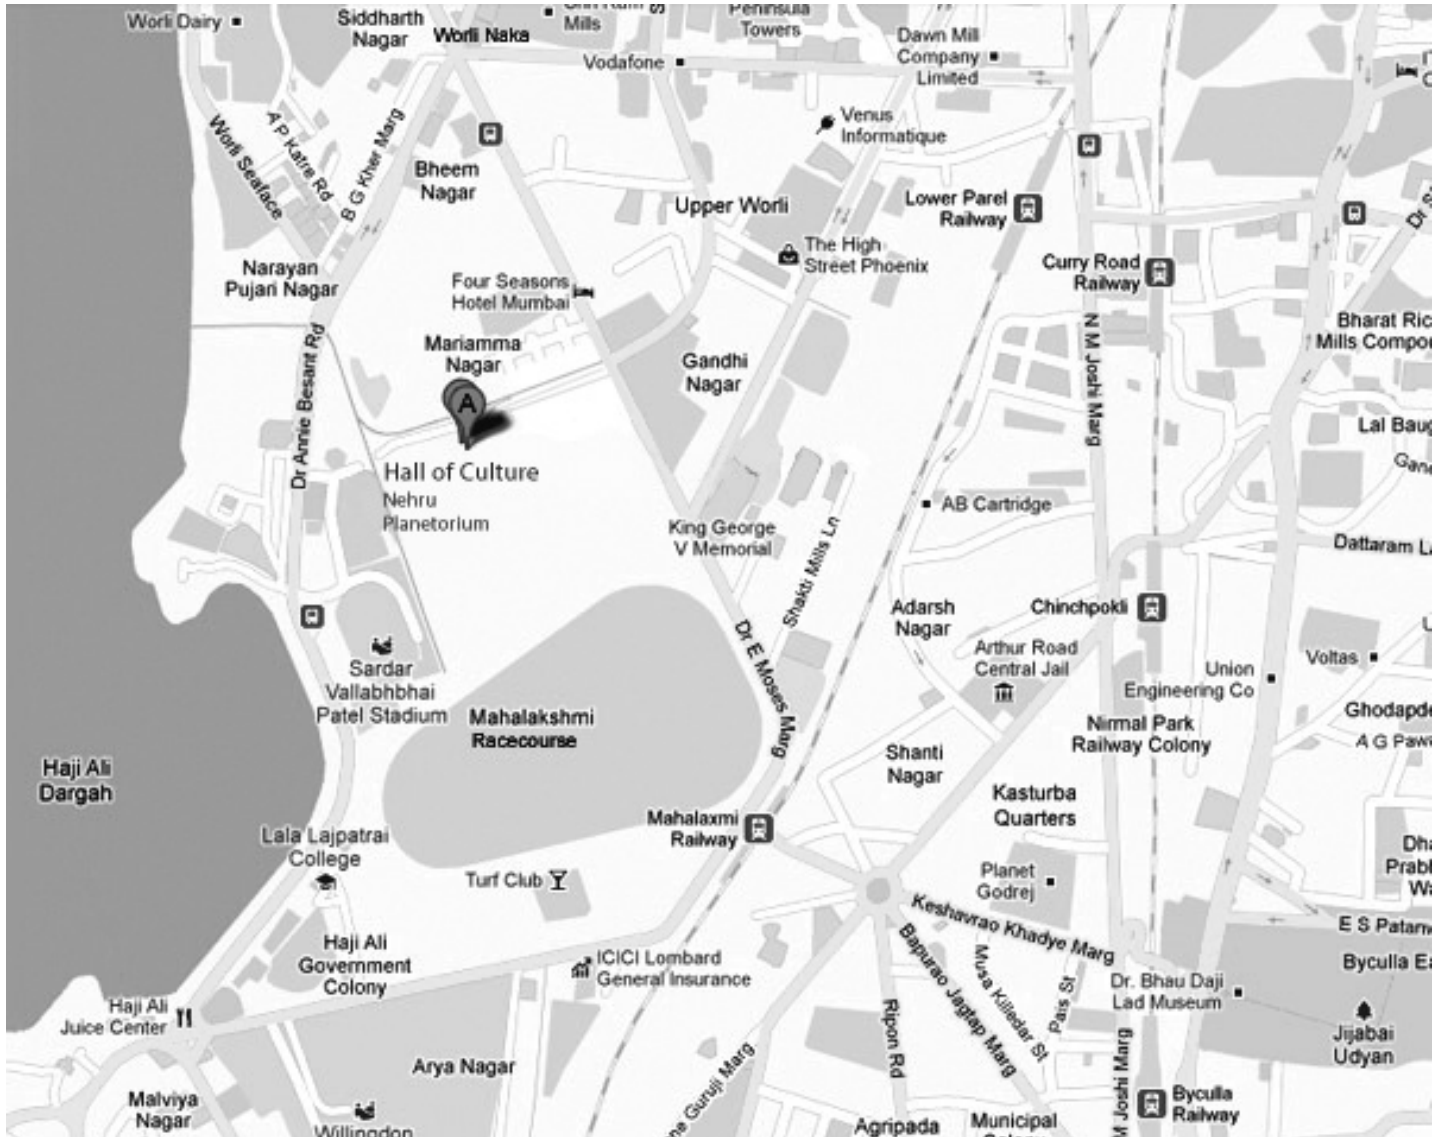 Worli Dairy
Siddharth
Nagar
Mills
Worli Naka
Peninsula
Towers
Vodafone
Dawn Mill
Company
Limited
Venus
Informatique
Worli Seaface
A P Katre Rd
B G Kher Marg
Bheem
Nagar
Upper Worli
Lower Parel
Railway
The High
Street Phoenix
Curry Road
Railway
Narayan
Pujari Nagar
Four Seasons
Hotel Mumbai
Mariamma
Nagar
Gandhi
Nagar
N M Joshi Marg
Mills
Dr Annie Besant Rd
A
Hall of Culture
Nehru
Planetorium
Lal
AB Cartridge
King George
V Memorial
Shakti Mills Ln
Dattaram
Adarsh
Nagar
Chinchpokli
Arthur Road
Central Jail
Union
Engineering Co
Voltas
Sardar
Vallabhbhai
Patel Stadium
Dr E Moses Marg
Mahalakshmi
Racecourse
Nirmal Park
Railway Colony
A G
Shanti
Nagar
Haji Ali
Dargah
Kasturba
Quarters
Mahalaxmi
Railway
Lala Lajpatrai
College
Turf Club
Planet
Godrej
Keshavrao Khadye Marg
E S
Haji Ali
Government
Colony
ICICI Lombard
General Insurance
Bapurao Jagtap Marg
Musa Killedar St
Pais St
Ripon Rd
Dr. Bhau Daji
Lad Museum
Byculla
Haji Ali
Juice Center
Jijabai
Udyan
Arya Nagar
Guruji Marg
M Joshi Marg
Malviya
Nagar
Willingdon
Agripada
Municipal
Byculla
Railway